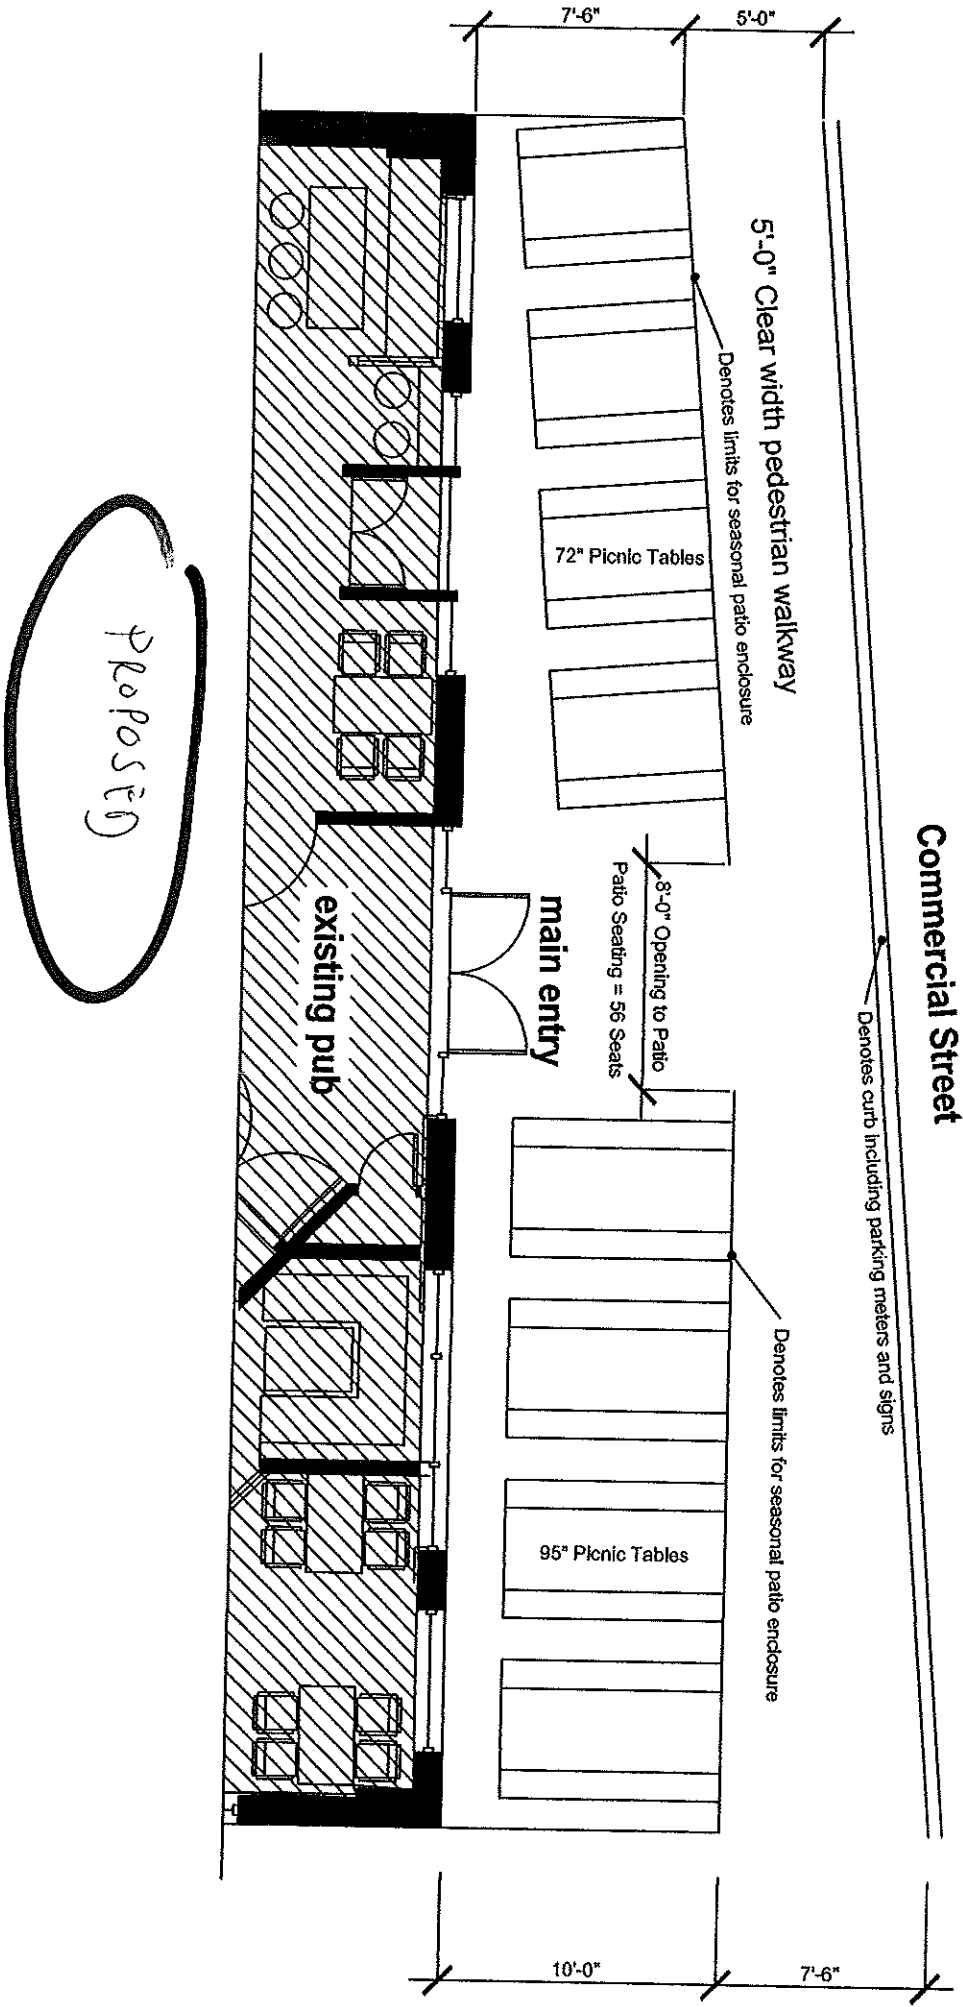 7'-6"
5'-0"
Commercial Street
Denotes curb including parking meters and signs
5'-0" Clear width pedestrian walkway
Denotes limits for seasonal patio enclosure
Denotes limits for seasonal patio enclosure
72" Picnic Tables
95" Picnic Tables
8'-0" Opening to Patio
Patio Seating = 56 Seats
main entry
existing pub
PROPOSED
10'-0"
7'-6"